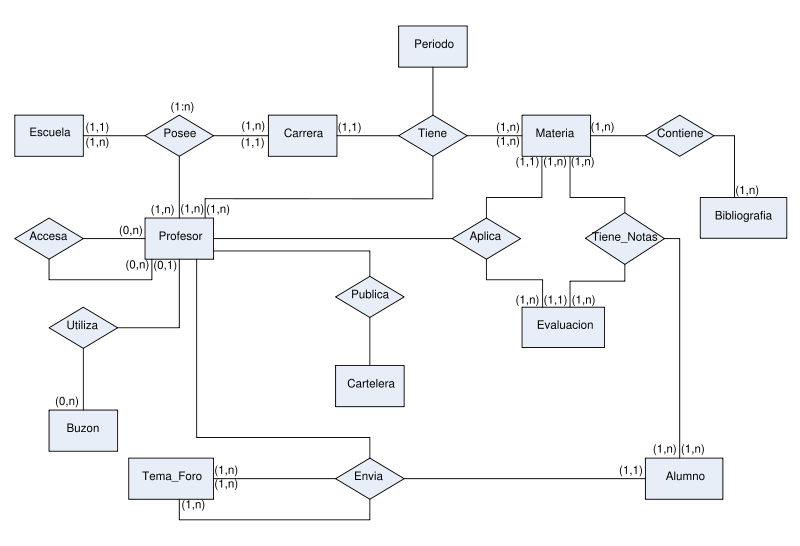 Periodo
(1:n)
Escuela
(1,1)
(1,n)
Posee
(1,n)
(1,1)
Carrera
(1,1)
Tiene
(1,n)
(1,n)
Materia
(1,n)
Contiene
(1,1) (1,n) (1,n)
(1,n)
Bibliografia
(1,n) (1,n) (1,n)
Accesa
(0,n)
Profesor
Aplica
Tiene_Notas
(0,n) (0,1)
Publica
(1,n) (1,1) (1,n)
Utiliza
Evaluacion
Cartelera
(0,n)
Buzon
(1,n) (1,n)
Tema_Foro
(1,n)
(1,n)
Envia
(1,1)
Alumno
(1,n)